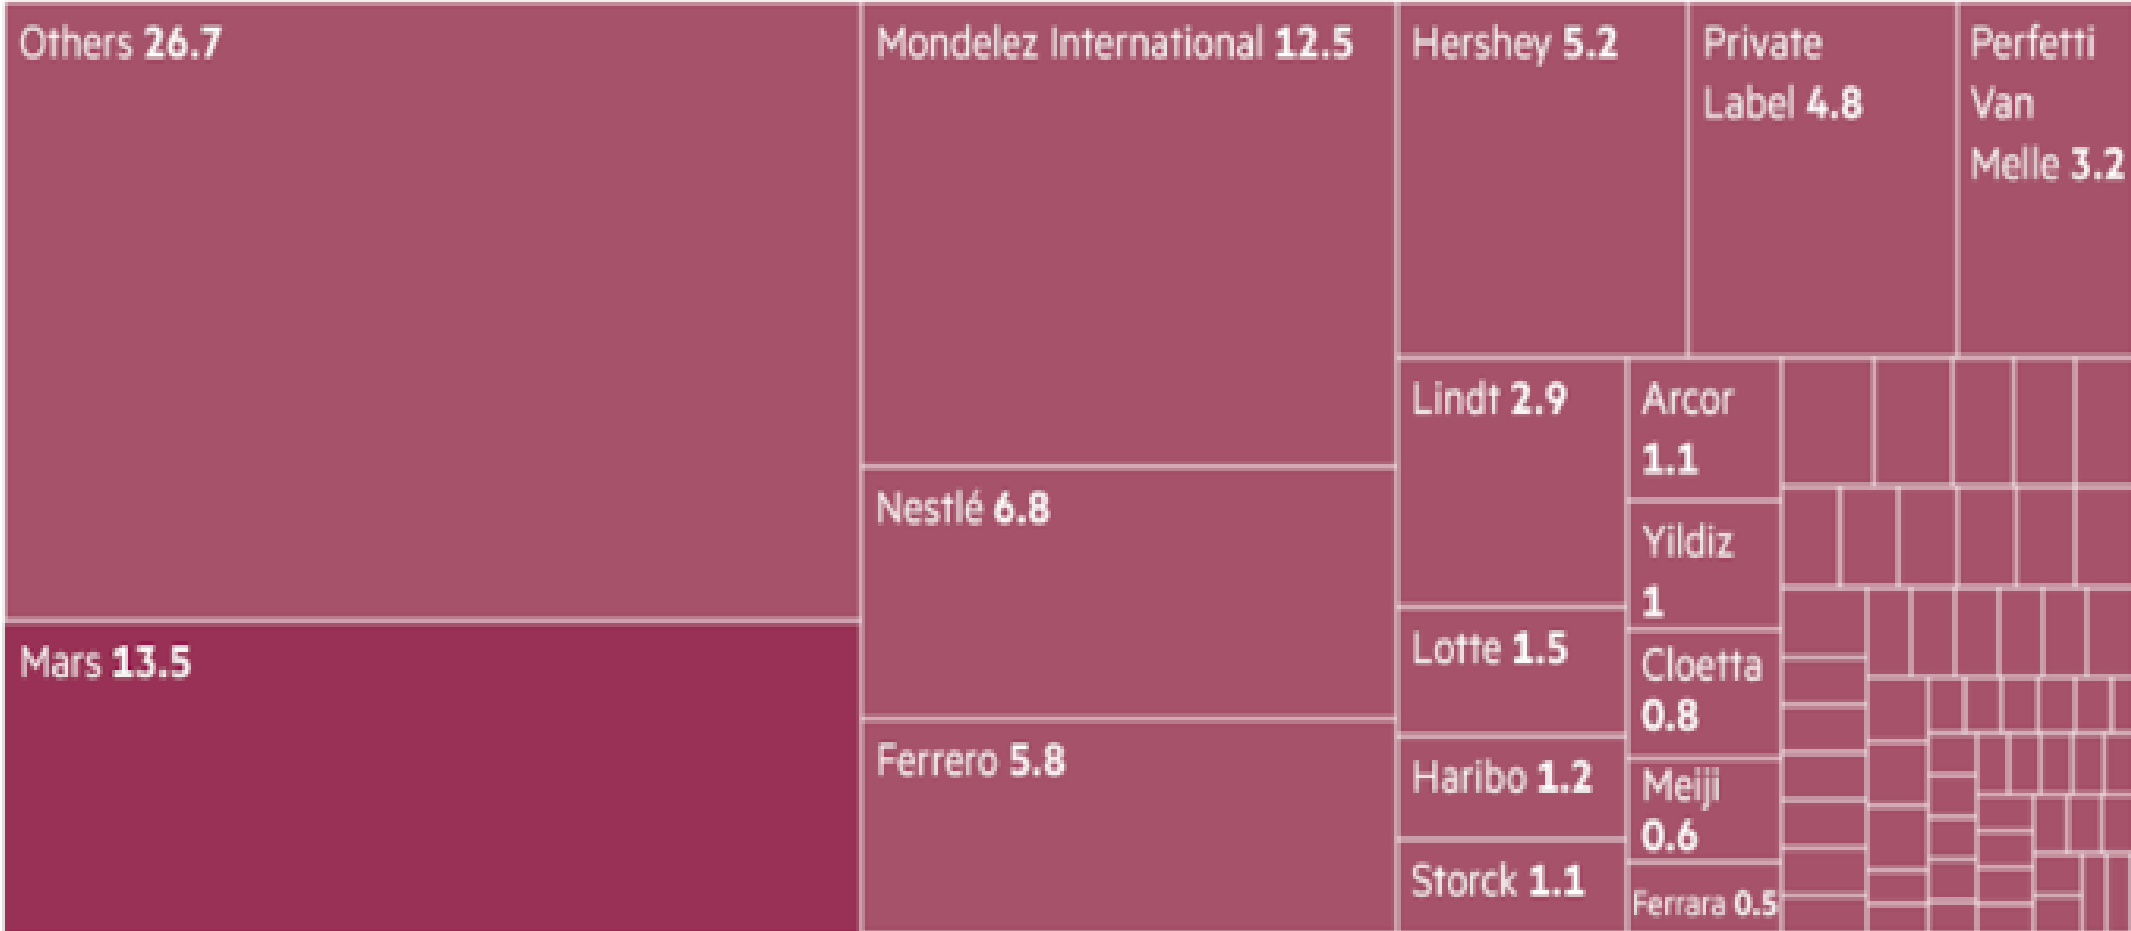 Others 26.7
Mondelez International 12.5
Hershey 5.2
Private
Label 4.8
Perfetti
Van
Melle 3.2
Mars 13.5
Nestlé 6.8
Ferrero 5.8
Lindt 2.9
Lotte 1.5
Haribo 1.2
Storck 1.1
Arcor
1.1
Yildiz
1
Cloetta
0.8
Meiji
0.6
Ferrara 0.5